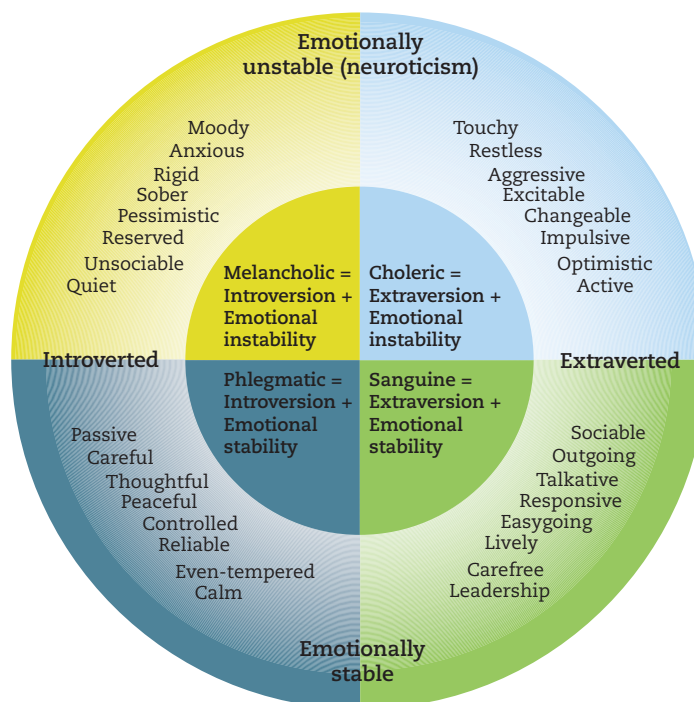 Emotionally
unstable (neuroticism)
Moody
Anxious
Rigid
Sober
Pessimistic
Reserved
Unsociable
Quiet
Touchy
Restless
Aggressive
Excitable
Changeable
Impulsive
Optimistic
Active
Melancholic =
Introversion +
Emotional
instability
Choleric =
Extraversion +
Emotional
instability
Introverted
Extraverted
Phlegmatic =
Introversion +
Emotional
stability
Sanguine =
Extraversion +
Emotional
stability
Passive
Careful
Thoughtful
Peaceful
Controlled
Reliable
Even-tempered
Calm
Sociable
Outgoing
Talkative
Responsive
Easygoing
Lively
Carefree
Leadership
Emotionally
stable